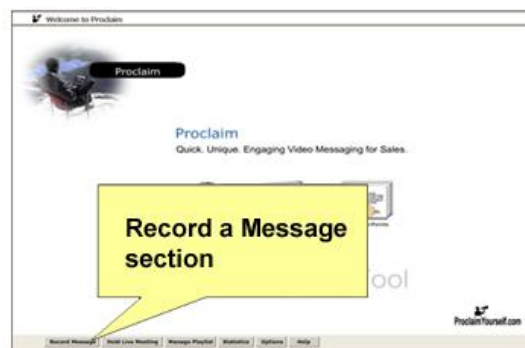 Welcome to Proclaim
Proclaim
Proclaim
Quick. Unique. Engaging Video Messaging for Sales.
Record a Message
section
ool
ProclaimYourself.com
Record Message Hold Live Meeting Manage Playlist Statistics Options Help